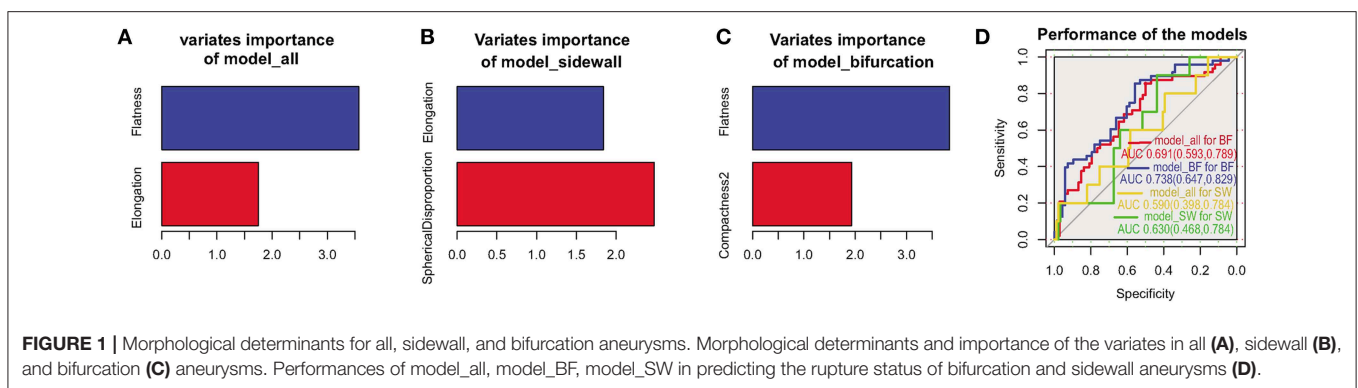 A
variates importance
of model_all
Flatness
Elongation
0.0 1.0 2.0 3.0
B
Variates importance
of model_sidewall
Elongation
SphericalDisproportion
0.0 0.5 1.0 1.5 2.0
C
Variates importance
of model_bifurcation
Flatness
Compactness2
0.0 1.0 2.0 3.0
D
Performance of the models
Sensitivity
1.0
0.8
0.6
0.4
0.2
0.0
model_all for BF
AUC 0.691(0.593,0.789)
model_BF for BF
AUC 0.738(0.647,0.829)
model_all for SW
AUC 0.590(0.398,0.784)
model_SW for SW
AUC 0.630(0.468,0.784)
1.0 0.8 0.6 0.4 0.2 0.0
Specificity
FIGURE 1 | Morphological determinants for all, sidewall, and bifurcation aneurysms. Morphological determinants and importance of the variates in all (A), sidewall (B),
and bifurcation (C) aneurysms. Performances of model_all, model_BF, model_SW in predicting the rupture status of bifurcation and sidewall aneurysms (D).